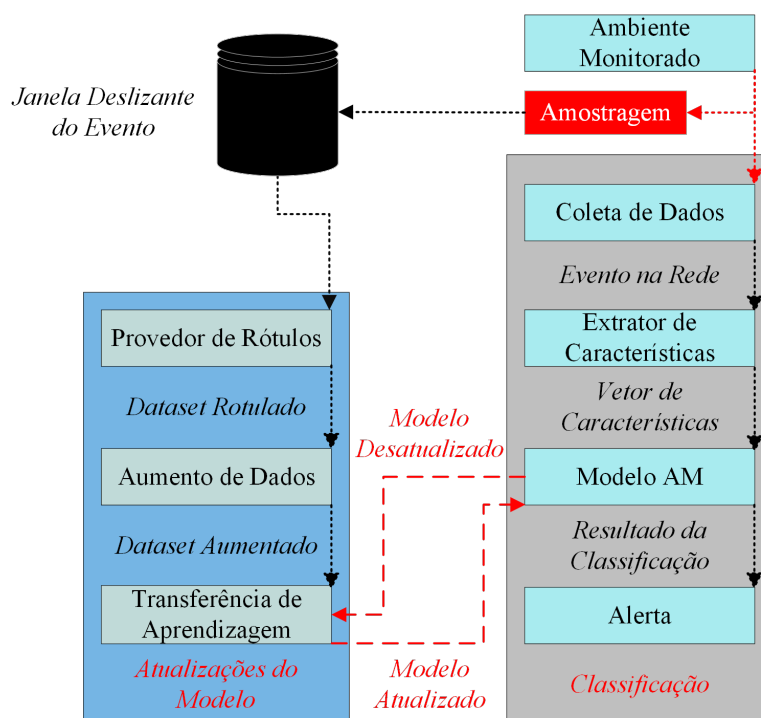 Ambiente
Monitorado
Janela Deslizante
do Evento
Amostragem
Coleta de Dados
Evento na Rede
Extrator de
Características
Vetor de
Características
Modelo AM
Resultado da
Classificação
Alerta
Classificação
Provedor de Rótulos
Dataset Rotulado
Aumento de Dados
Dataset Aumentado
Transferência de
Aprendizagem
Atualizações do
Modelo
Modelo
Desatualizado
Modelo
Atualizado